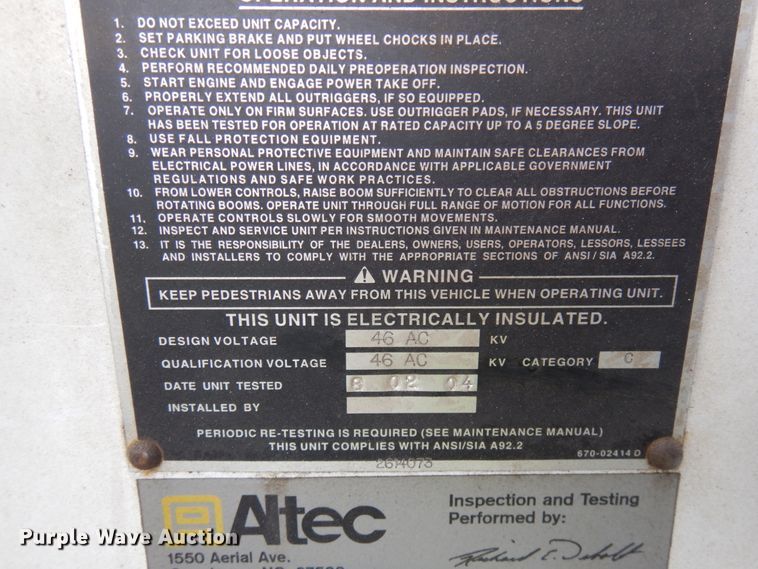 OPERATION AND INSTRUCTIONS
1. DO NOT EXCEED UNIT CAPACITY.
2. SET PARKING BRAKE AND PUT WHEEL CHOCKS IN PLACE.
3. CHECK UNIT FOR LOOSE OBJECTS.
4. PERFORM RECOMMENDED DAILY PREOPERATION INSPECTION.
5. START ENGINE AND ENGAGE POWER TAKE OFF.
6. PROPERLY EXTEND ALL OUTRIGGERS, IF SO EQUIPPED.
7. OPERATE ONLY ON FIRM SURFACES. USE OUTRIGGER PADS, IF NECESSARY. THIS UNIT
HAS BEEN TESTED FOR OPERATION AT RATED CAPACITY UP TO A 5 DEGREE SLOPE.
8. USE FALL PROTECTION EQUIPMENT.
9. WEAR PERSONAL PROTECTIVE EQUIPMENT AND MAINTAIN SAFE CLEARANCES FROM
ELECTRICAL POWER LINES, IN ACCORDANCE WITH APPLICABLE GOVERNMENT
REGULATIONS AND SAFE WORK PRACTICES.
10. FROM LOWER CONTROLS, RAISE BOOM SUFFICIENTLY TO CLEAR ALL OBSTRUCTIONS BEFORE
ROTATING BOOMS. OPERATE UNIT THROUGH FULL RANGE OF MOTION FOR ALL FUNCTIONS.
11. OPERATE CONTROLS SLOWLY FOR SMOOTH MOVEMENTS.
12. INSPECT AND SERVICE UNIT PER INSTRUCTIONS GIVEN IN MAINTENANCE MANUAL.
13. IT IS THE RESPONSIBILITY OF THE DEALERS, OWNERS, USERS, OPERATORS, LESSORS, LESSEES
AND INSTALLERS TO COMPLY WITH THE APPROPRIATE SECTIONS OF ANSI/SIA A92.2.
WARNING
KEEP PEDESTRIANS AWAY FROM THIS VEHICLE WHEN OPERATING UNIT.
THIS UNIT IS ELECTRICALLY INSULATED.
DESIGN VOLTAGE 46 AC KV
QUALIFICATION VOLTAGE 46 AC KV CATEGORY C
DATE UNIT TESTED 8 02 04
INSTALLED BY
PERIODIC RE-TESTING IS REQUIRED (SEE MAINTENANCE MANUAL)
THIS UNIT COMPLIES WITH ANSI/SIA A92.2
670-02414 D
2614073
Altec
Inspection and Testing
Performed by:
1550 Aerial Ave.
Purple Wave Auction